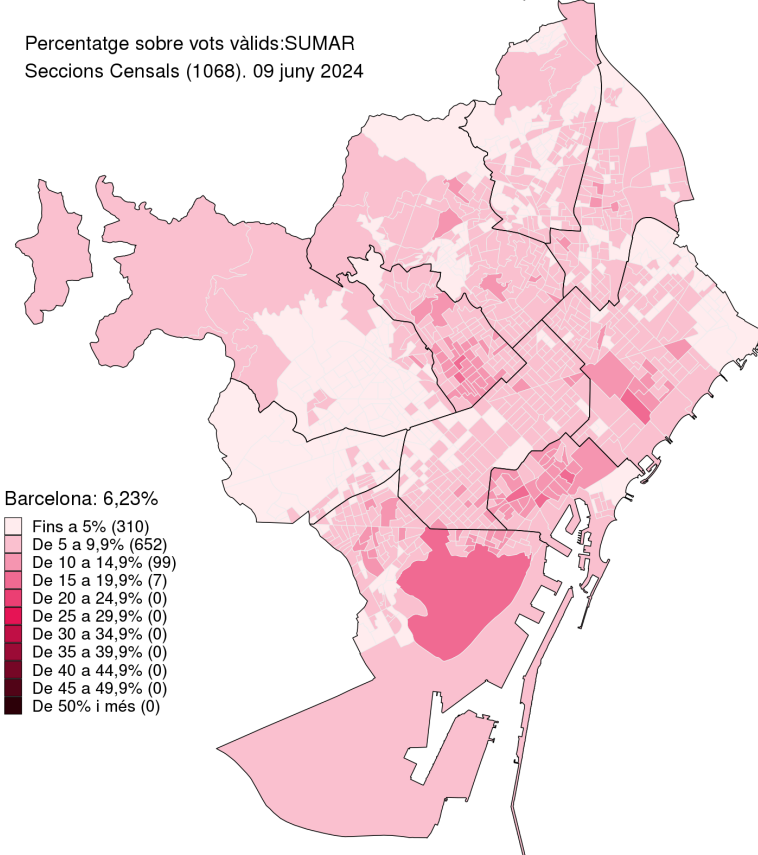 Percentatge sobre vots vàlids:SUMAR
Seccions Censals (1068). 09 juny 2024
Barcelona: 6,23%
Fins a 5% (310)
De 5 a 9,9% (652)
De 10 a 14,9% (99)
De 15 a 19,9% (7)
De 20 a 24,9% (0)
De 25 a 29,9% (0)
De 30 a 34,9% (0)
De 35 a 39,9% (0)
De 40 a 44,9% (0)
De 45 a 49,9% (0)
De 50% i més (0)